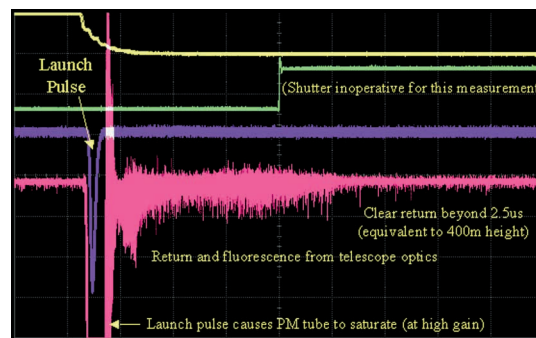 Launch
Pulse
(Shutter inoperative for this measurement
Clear return beyond 2.5us
(equivalent to 400m height)
Return and fluorescence from telescope optics
Launch pulse causes PM tube to saturate (at high gain)